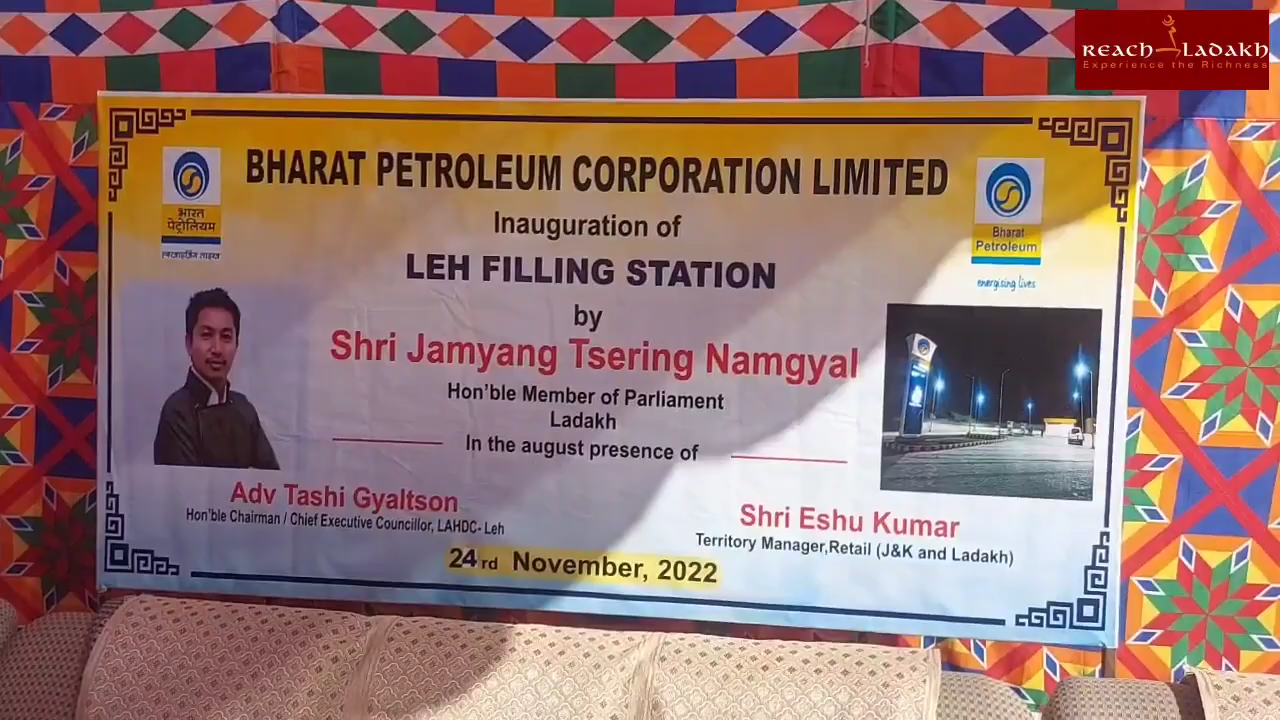 REACH LADAKH
Experience the Richness
BHARAT PETROLEUM CORPORATION LIMITED
भारत
पेट्रोलियम
एनरजाइज़िंग लाइव्स
Bharat
Petroleum
energising lives
Inauguration of
LEH FILLING STATION
by
Shri Jamyang Tsering Namgyal
Hon'ble Member of Parliament
Ladakh
In the august presence of
Adv Tashi Gyaltson
Hon'ble Chairman / Chief Executive Councillor, LAHDC- Leh
Shri Eshu Kumar
Territory Manager,Retail (J&K and Ladakh)
24rd November, 2022